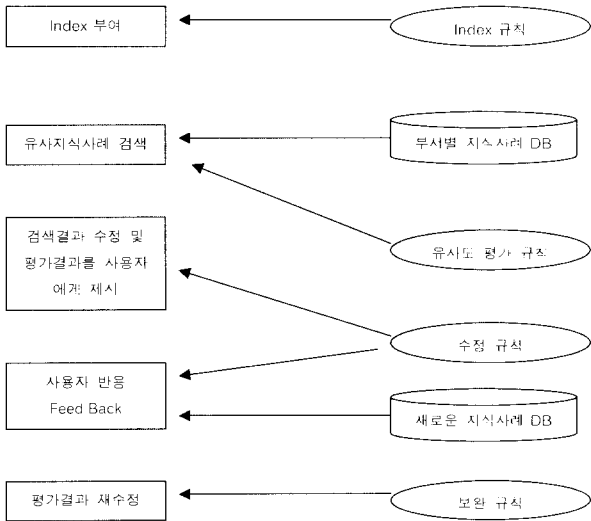 Index 부여
Index 규칙
유사지식사례 검색
부서별 지식사례 DB
검색결과 수정 및
평가결과를 사용자
에게 제시
유사도 평가 규칙
수정 규칙
사용자 반응
Feed Back
새로운 지식사례 DB
평가결과 재수정
보완 규칙